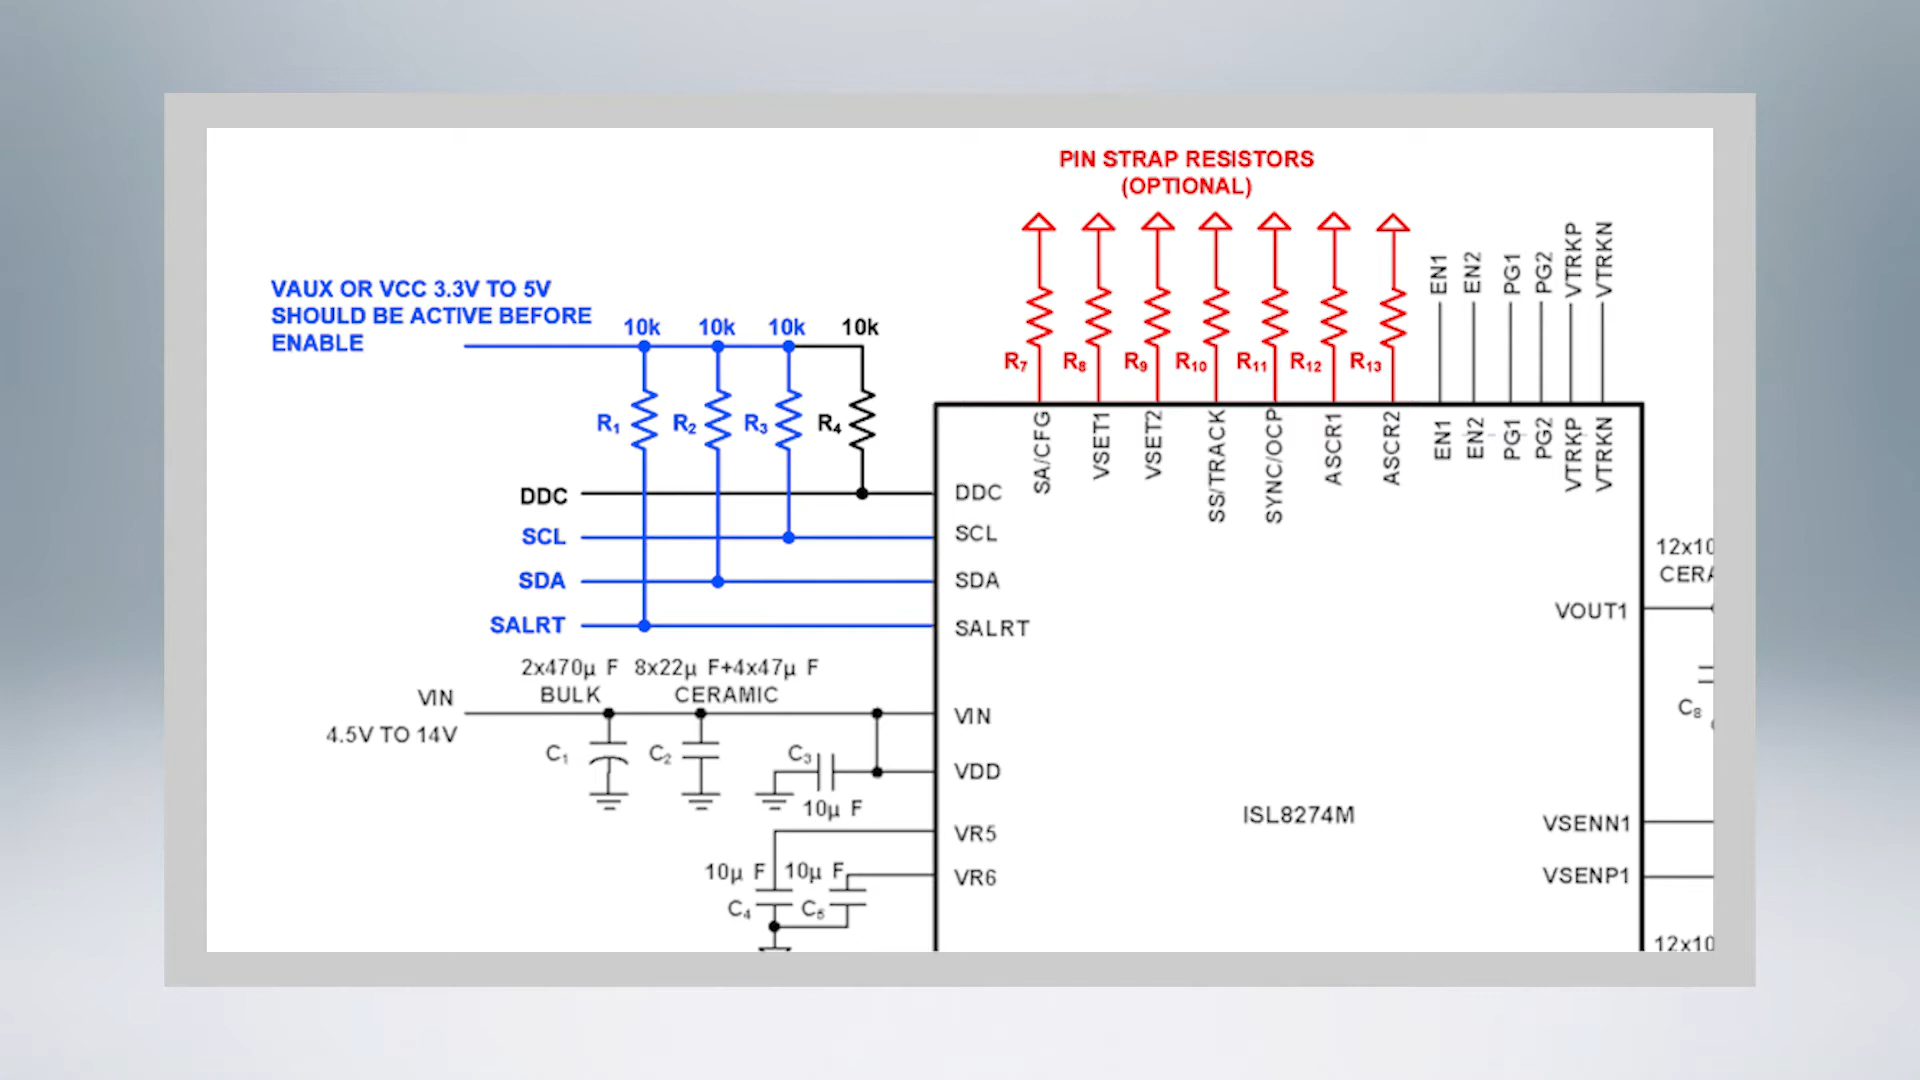 PIN STRAP RESISTORS
(OPTIONAL)
VAUX OR VCC 3.3V TO 5V
SHOULD BE ACTIVE BEFORE
ENABLE
10k 10k 10k 10k
R1 R2 R3 R4
R7 R8 R9 R10 R11 R12 R13
EN1 EN2 PG1 PG2 VTRKP VTRKN
SA/CFG VSET1 VSET2 SS/TRACK SYNC/OCP ASCR1 ASCR2 EN1 EN2 PG1 PG2 VTRKP VTRKN
DDC DDC
SCL SCL
SDA SDA
SALRT SALRT
2x470µ F 8x22µ F+4x47µ F
BULK CERAMIC
VIN VIN
4.5V TO 14V
C1 C2 C3
VDD
10µ F
VR5
10µ F 10µ F
VR6
C4 C5
ISL8274M
12x10
CERA
VOUT1
C8
VSENN1
VSENP1
12x10